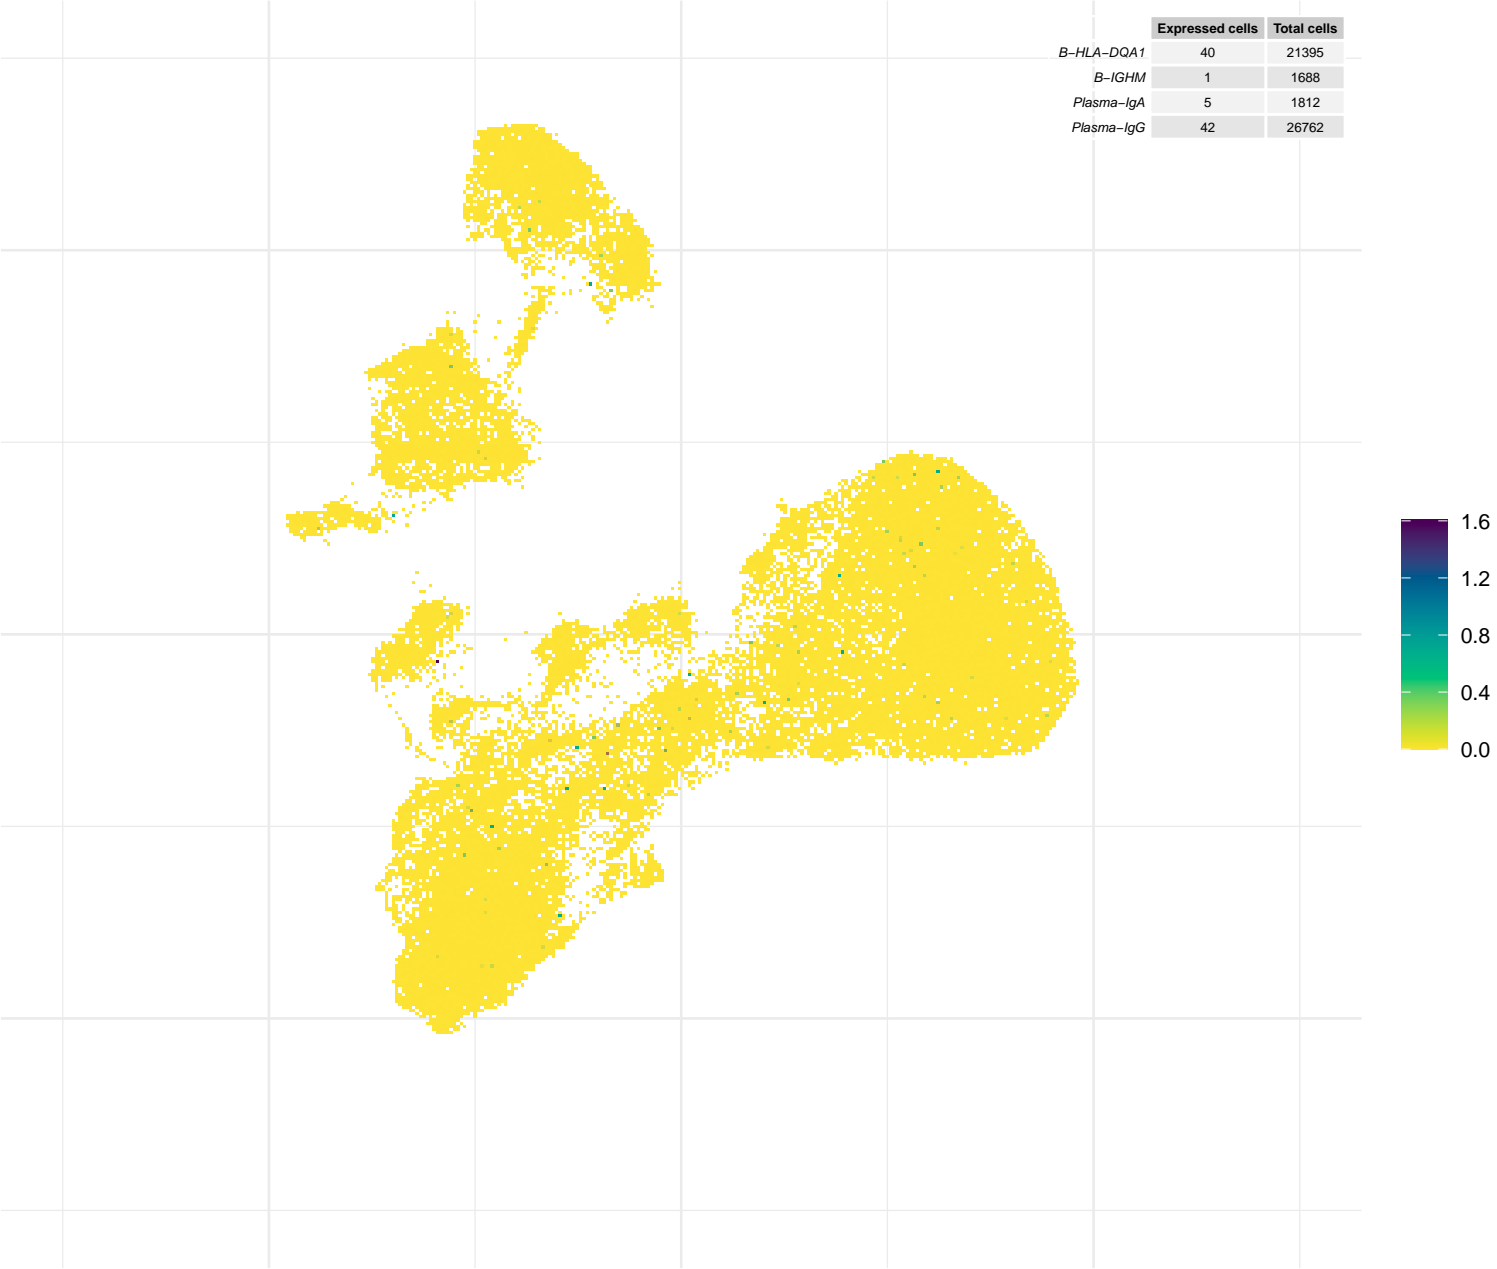 Expressed cells Total cells
B−HLA−DQA1 40 21395
B−IGHM 1 1688
Plasma−IgA 5 1812
Plasma−IgG 42 26762
1.6
1.2
0.8
0.4
0.0